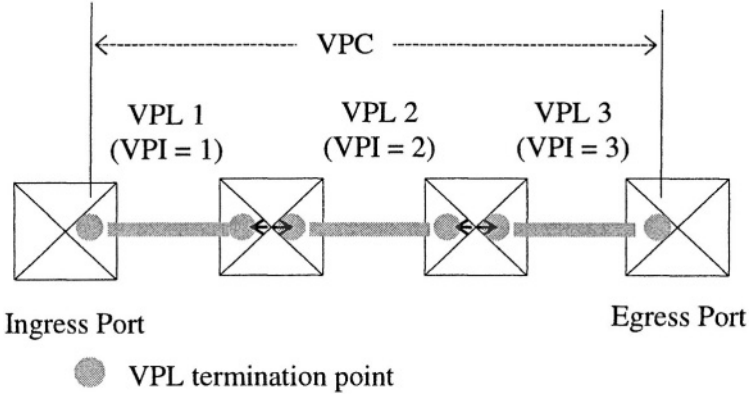 VPC
VPL 1
(VPI = 1)
VPL 2
(VPI = 2)
VPL 3
(VPI = 3)
Ingress Port
Egress Port
VPL termination point